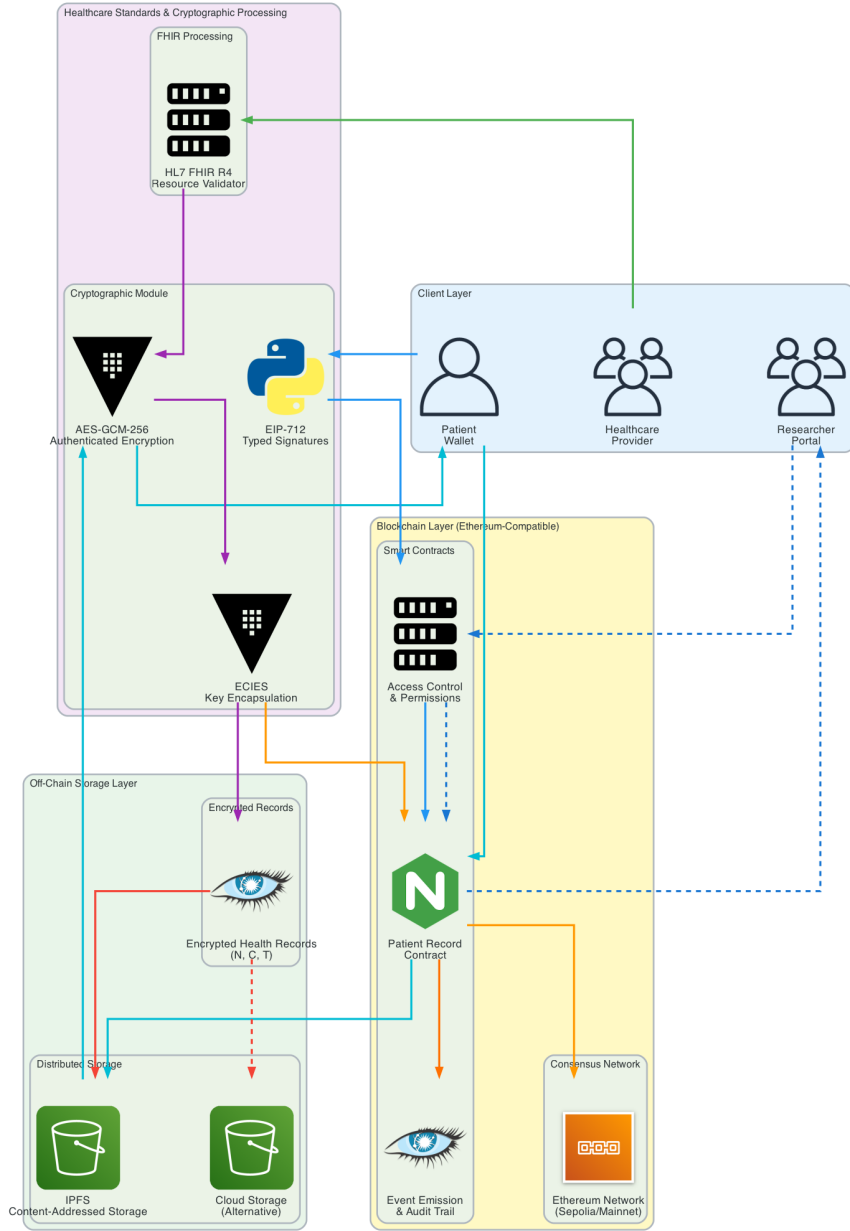 Healthcare Standards & Cryptographic Processing
FHIR Processing
HL7 FHIR R4
Resource Validator
Cryptographic Module
AES-GCM-256
Authenticated Encryption
EIP-712
Typed Signatures
ECIES
Key Encapsulation
Client Layer
Patient
Wallet
Healthcare
Provider
Researcher
Portal
Blockchain Layer (Ethereum-Compatible)
Smart Contracts
Access Control
& Permissions
N
Patient Record
Contract
Event Emission
& Audit Trail
Consensus Network
Ethereum Network
(Sepolia/Mainnet)
Off-Chain Storage Layer
Encrypted Records
Encrypted Health Records
(N, C, T)
Distributed Storage
IPFS
Content-Addressed Storage
Cloud Storage
(Alternative)